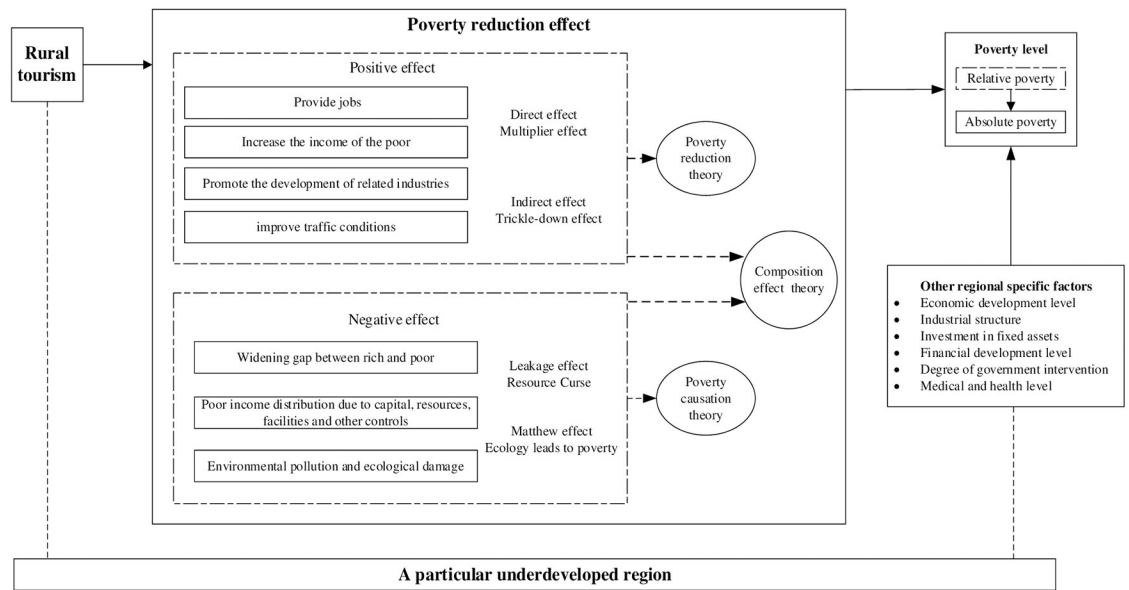 Rural
tourism
Poverty reduction effect
Positive effect
Provide jobs
Increase the income of the poor
Promote the development of related industries
improve traffic conditions
Direct effect
Multiplier effect
Indirect effect
Trickle-down effect
Poverty
reduction
theory
Negative effect
Widening gap between rich and poor
Poor income distribution due to capital, resources,
facilities and other controls
Environmental pollution and ecological damage
Leakage effect
Resource Curse
Matthew effect
Ecology leads to poverty
Poverty
causation
theory
Composition
effect theory
Poverty level
Relative poverty
Absolute poverty
Other regional specific factors
● Economic development level
● Industrial structure
● Investment in fixed assets
● Financial development level
● Degree of government intervention
● Medical and health level
A particular underdeveloped region